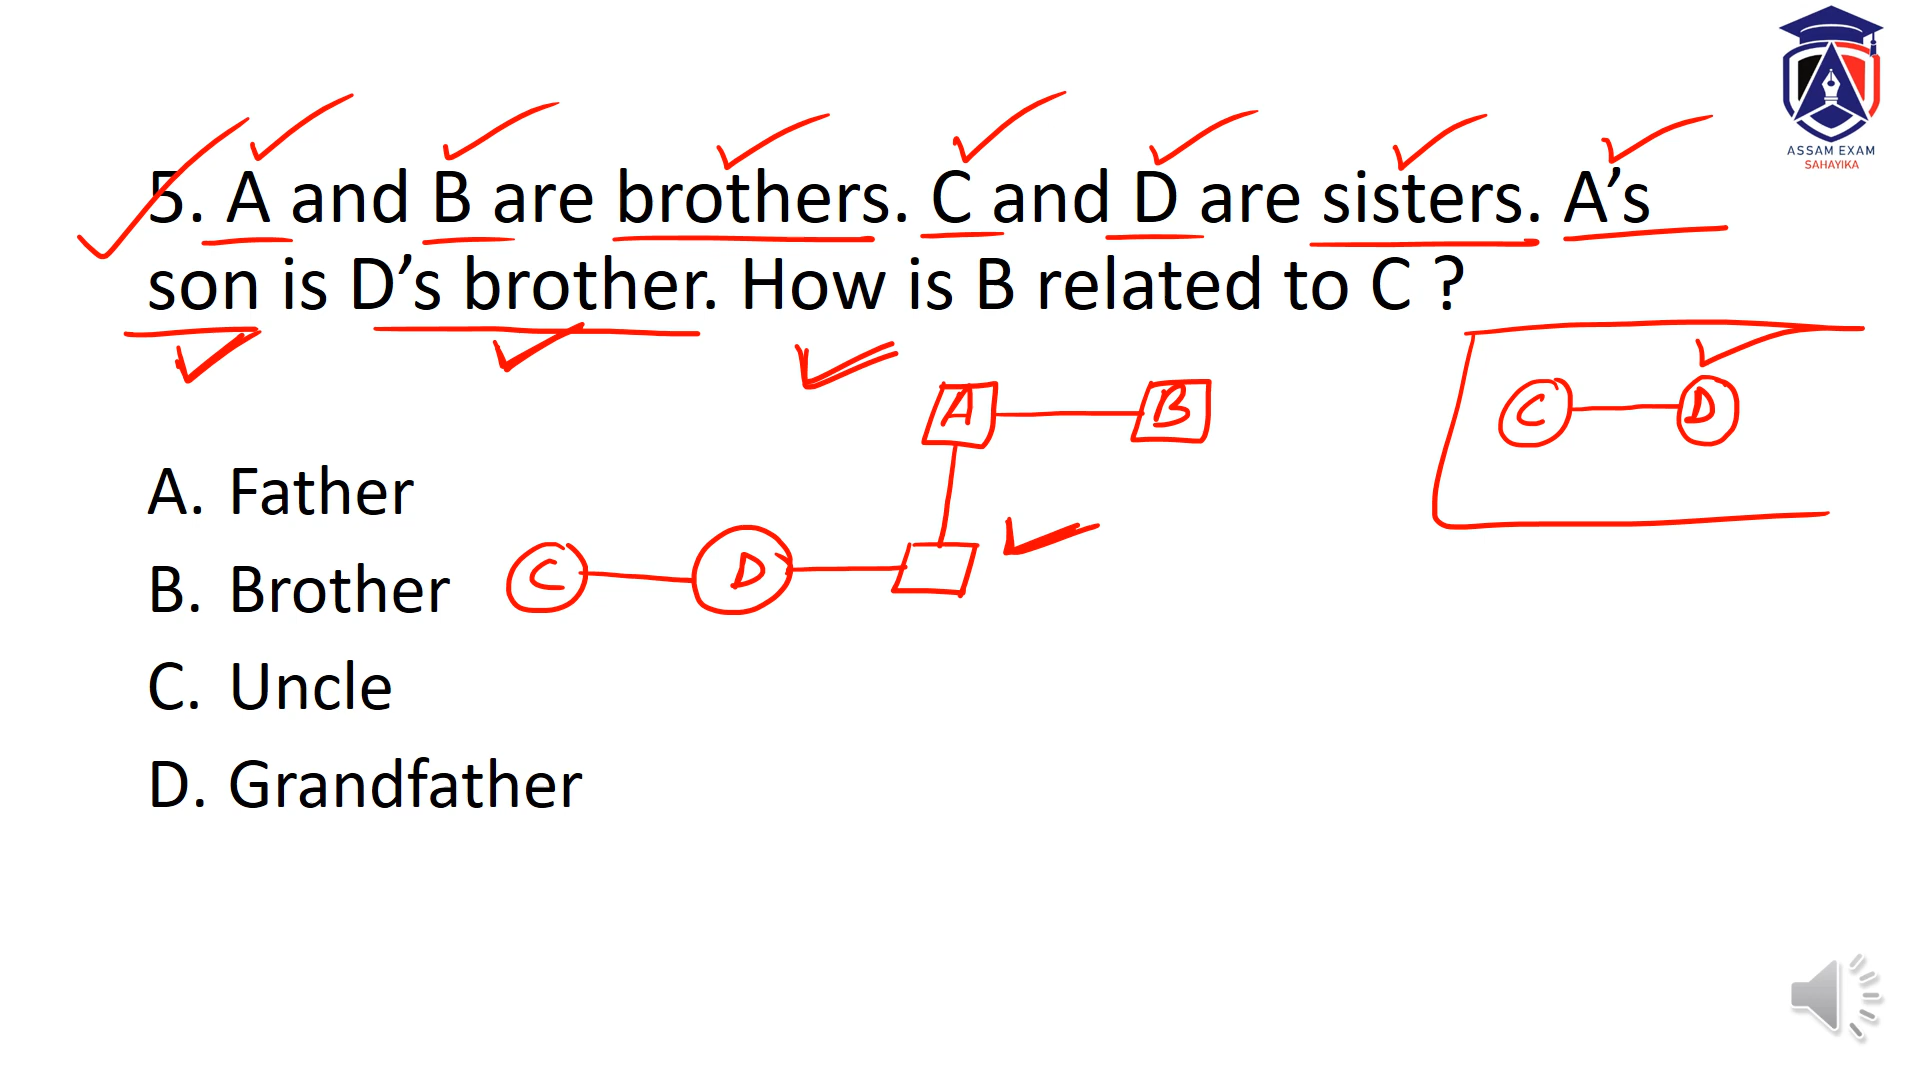 ASSAM EXAM
SAHAYIKA
5. A and B are brothers. C and D are sisters. A’s
son is D’s brother. How is B related to C ?
A B
C D
A. Father
C D
B. Brother
C. Uncle
D. Grandfather